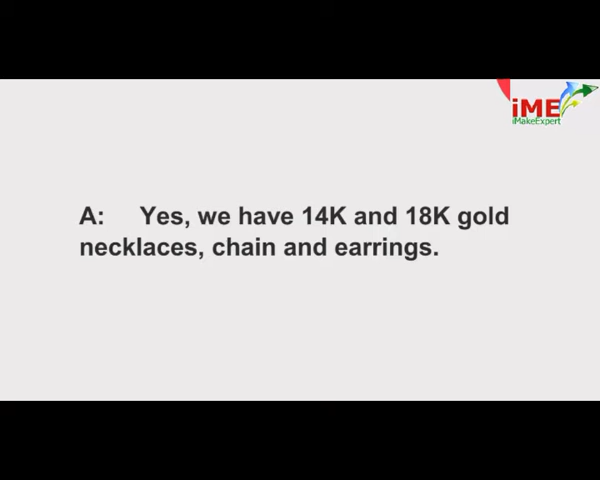 iME
iMakeExpert
A: Yes, we have 14K and 18K gold
necklaces, chain and earrings.